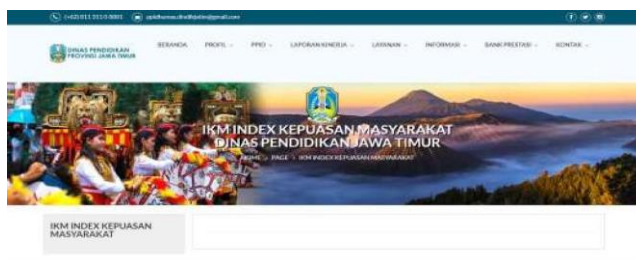 DINAS PENDIDIKAN
PROVINSI JAWA TIMUR
BERANDA PROFIL PPID LAPORAN KINERJA LAYANAN INFORMASI BANK PRESTASI KONTAK
IKM INDEX KEPUASAN MASYARAKAT
DINAS PENDIDIKAN JAWA TIMUR
HOME > PAGE > IKM INDEX KEPUASAN MASYARAKAT
IKM INDEX KEPUASAN
MASYARAKAT